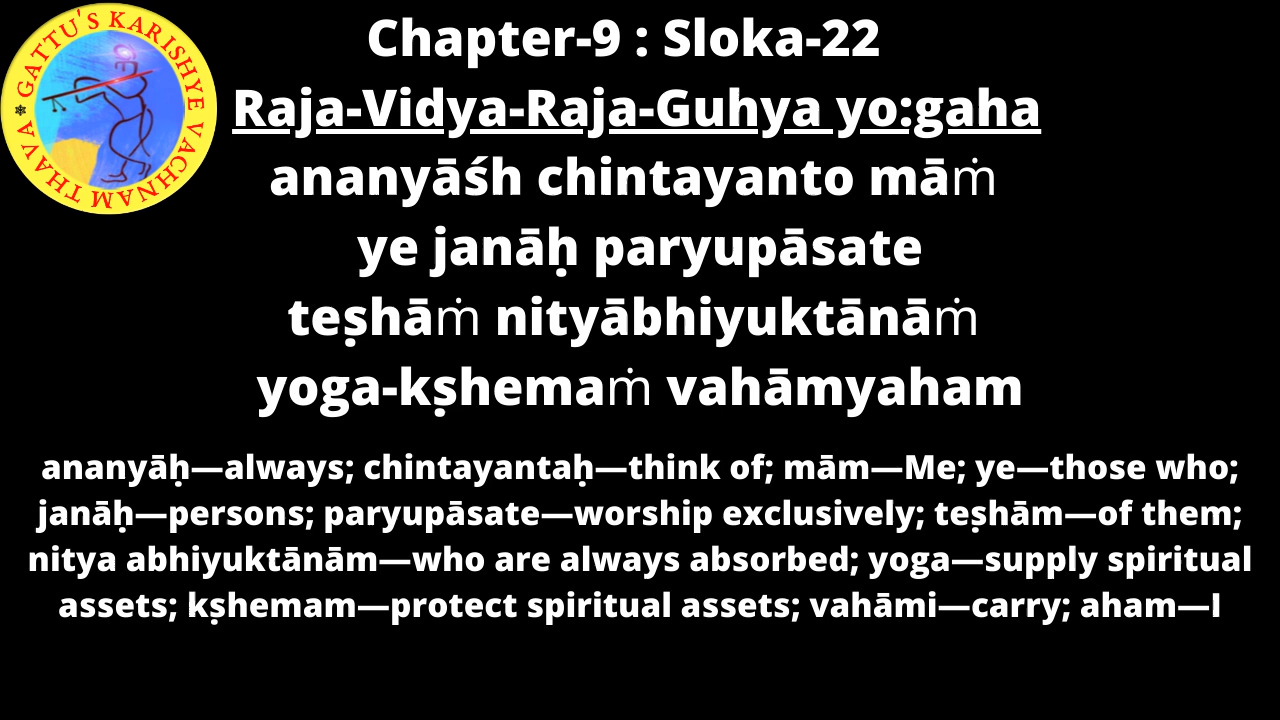 GATTU'S KARISHYE VACHNAM THAVA
Chapter-9 : Sloka-22
Raja-Vidya-Raja-Guhya yo:gaha
ananyāśh chintayanto māṁ
ye janāḥ paryupāsate
teṣhāṁ nityābhiyuktānāṁ
yoga-kṣhemaṁ vahāmyaham
ananyāḥ—always; chintayantaḥ—think of; mām—Me; ye—those who;
janāḥ—persons; paryupāsate—worship exclusively; teṣhām—of them;
nitya abhiyuktānām—who are always absorbed; yoga—supply spiritual
assets; kṣhemam—protect spiritual assets; vahāmi—carry; aham—I